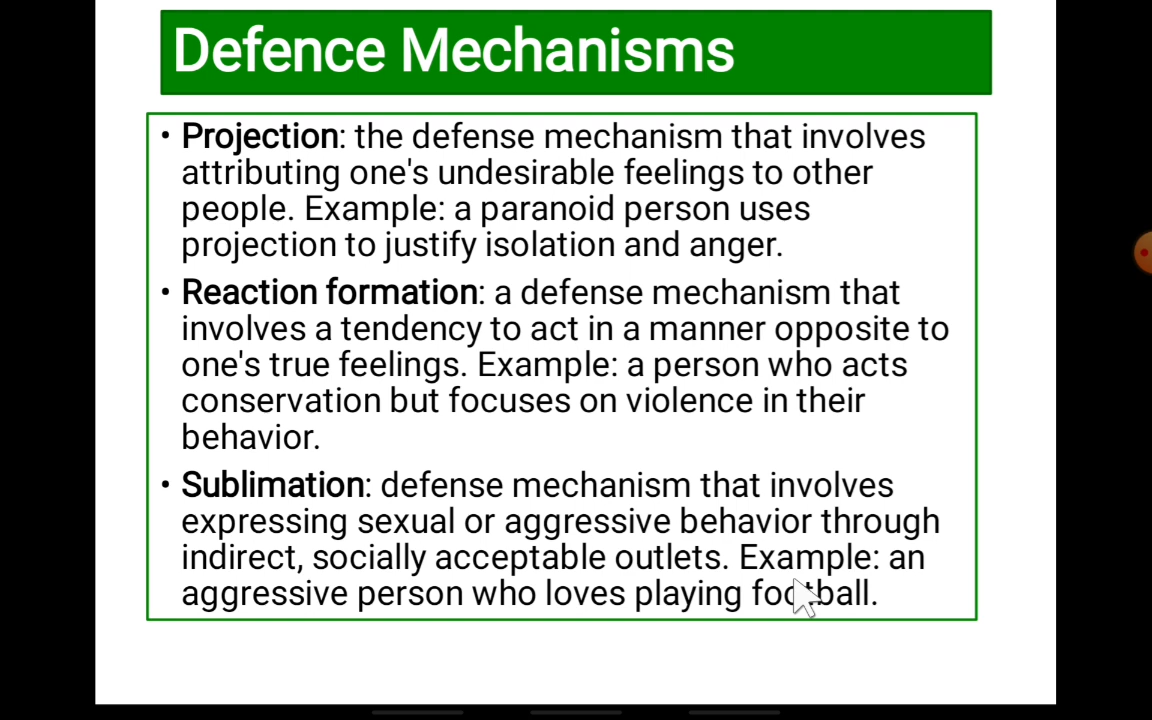 Defence Mechanisms
• Projection: the defense mechanism that involves
attributing one's undesirable feelings to other
people. Example: a paranoid person uses
projection to justify isolation and anger.
• Reaction formation: a defense mechanism that
involves a tendency to act in a manner opposite to
one's true feelings. Example: a person who acts
conservation but focuses on violence in their
behavior.
• Sublimation: defense mechanism that involves
expressing sexual or aggressive behavior through
indirect, socially acceptable outlets. Example: an
aggressive person who loves playing football.